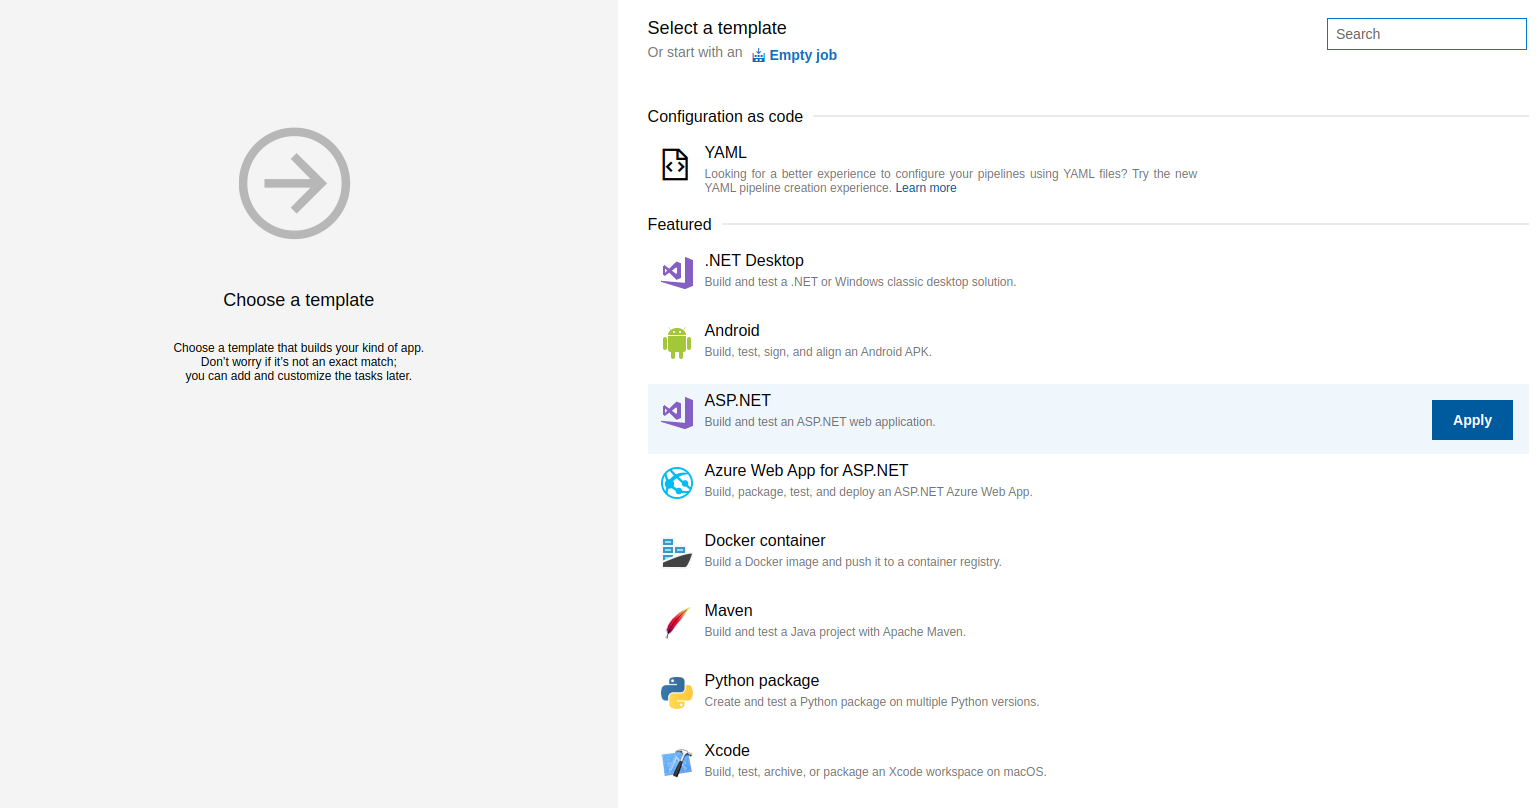 Choose a template
Choose a template that builds your kind of app.
Don’t worry if it’s not an exact match;
you can add and customize the tasks later.
Select a template
Or start with an Empty job
Search
Configuration as code
YAML
Looking for a better experience to configure your pipelines using YAML files? Try the new
YAML pipeline creation experience. Learn more
Featured
.NET Desktop
Build and test a .NET or Windows classic desktop solution.
Android
Build, test, sign, and align an Android APK.
ASP.NET
Build and test an ASP.NET web application.
Apply
Azure Web App for ASP.NET
Build, package, test, and deploy an ASP.NET Azure Web App.
Docker container
Build a Docker image and push it to a container registry.
Maven
Build and test a Java project with Apache Maven.
Python package
Create and test a Python package on multiple Python versions.
Xcode
Build, test, archive, or package an Xcode workspace on macOS.